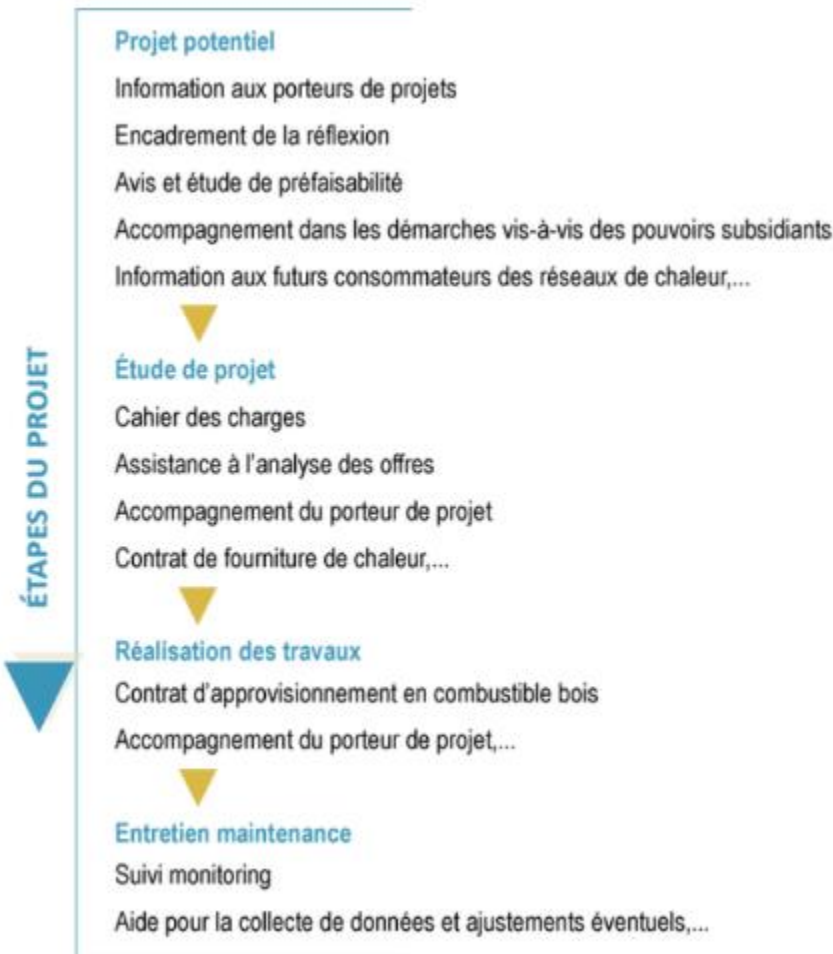 ÉTAPES DU PROJET
Projet potentiel
Information aux porteurs de projets
Encadrement de la réflexion
Avis et étude de préfaisabilité
Accompagnement dans les démarches vis-à-vis des pouvoirs subsidiants
Information aux futurs consommateurs des réseaux de chaleur,...
Étude de projet
Cahier des charges
Assistance à l'analyse des offres
Accompagnement du porteur de projet
Contrat de fourniture de chaleur,...
Réalisation des travaux
Contrat d'approvisionnement en combustible bois
Accompagnement du porteur de projet,...
Entretien maintenance
Suivi monitoring
Aide pour la collecte de données et ajustements éventuels,...